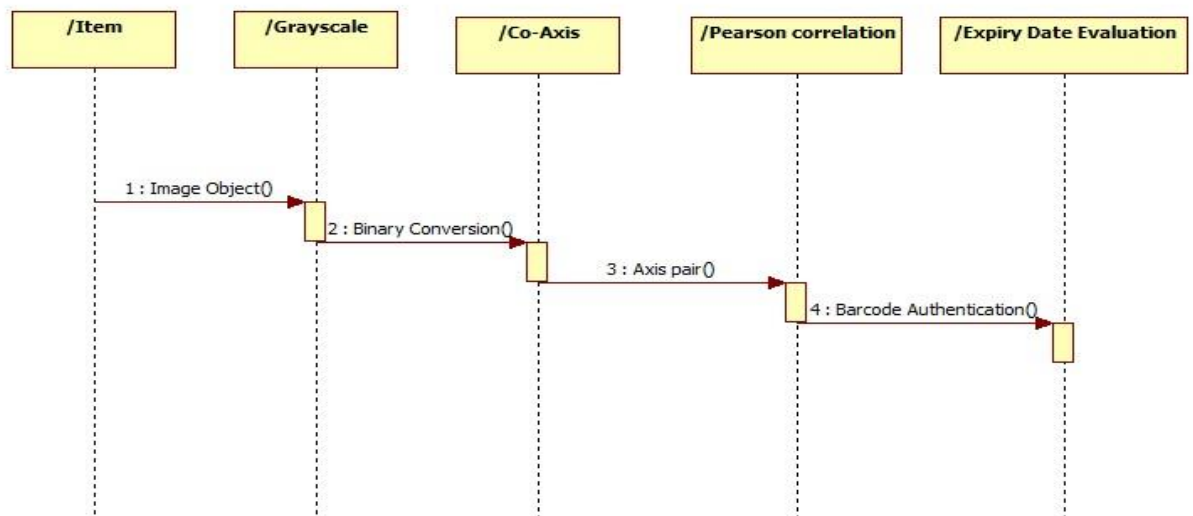 /Item
/Grayscale
/Co-Axis
/Pearson correlation
/Expiry Date Evaluation
1 : Image Object()
2 : Binary Conversion()
3 : Axis pair()
4 : Barcode Authentication()